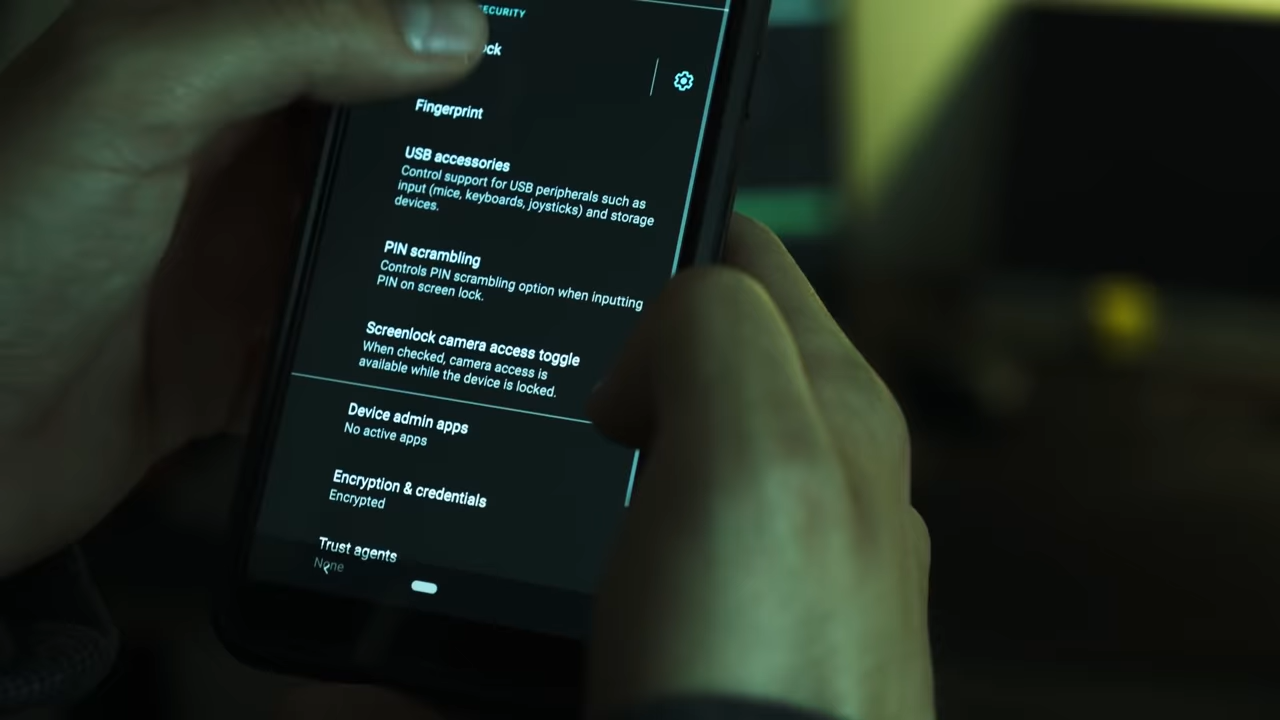 ECURITY
ock
Fingerprint
USB accessories
Control support for USB peripherals such as
input (mice, keyboards, joysticks) and storage
devices.
PIN scrambling
Controls PIN scrambling option when inputting
PIN on screen lock.
Screenlock camera access toggle
When checked, camera access is
available while the device is locked.
Device admin apps
No active apps
Encryption & credentials
Encrypted
Trust agents
None